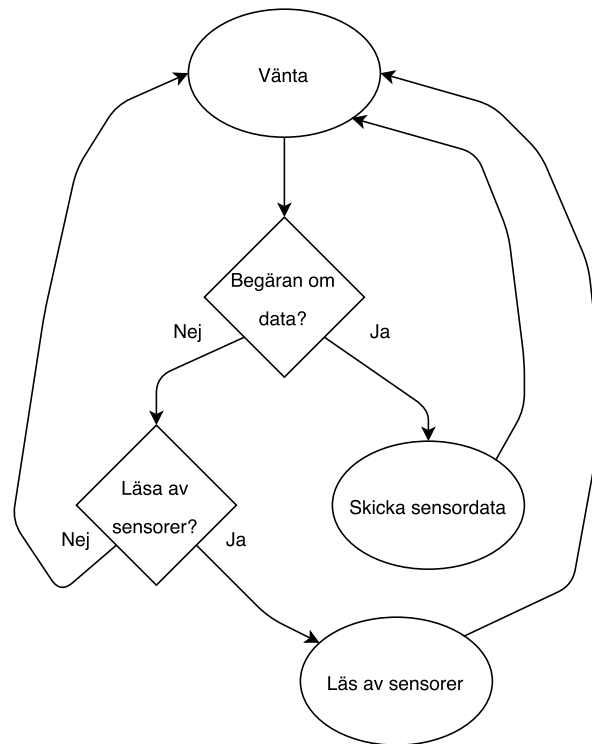 Vänta
Begäran om
data?
Nej
Ja
Läsa av
sensorer?
Skicka sensordata
Nej
Ja
Läs av sensorer